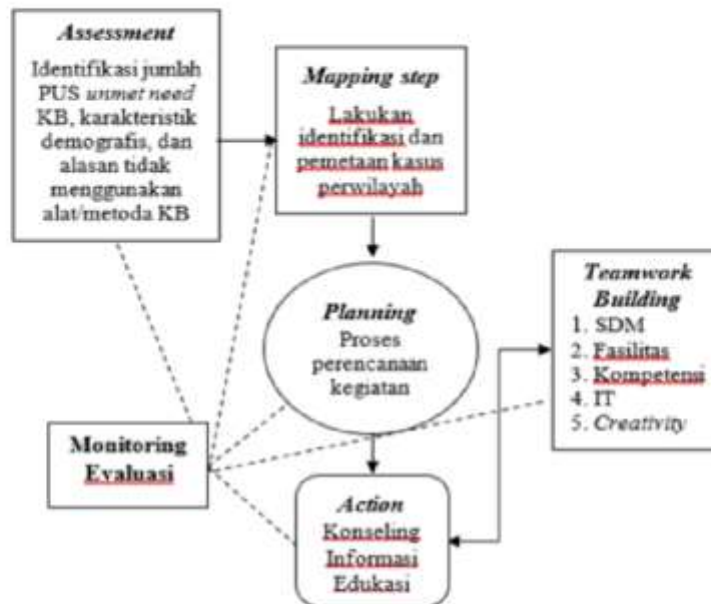 Assessment
Identifikasi jumlah
PUS unmet need
KB, karakteristik
demografis, dan
alasan tidak
menggunakan
alat/metoda KB
Mapping step
Lakukan
identifikasi dan
pemetaan kasus
perwilayah
Planning
Proses
perencanaan
kegiatan
Teamwork
Building
1. SDM
2. Fasilitas
3. Kompetensi
4. IT
5. Creativity
Monitoring
Evaluasi
Action
Konseling
Informasi
Edukasi